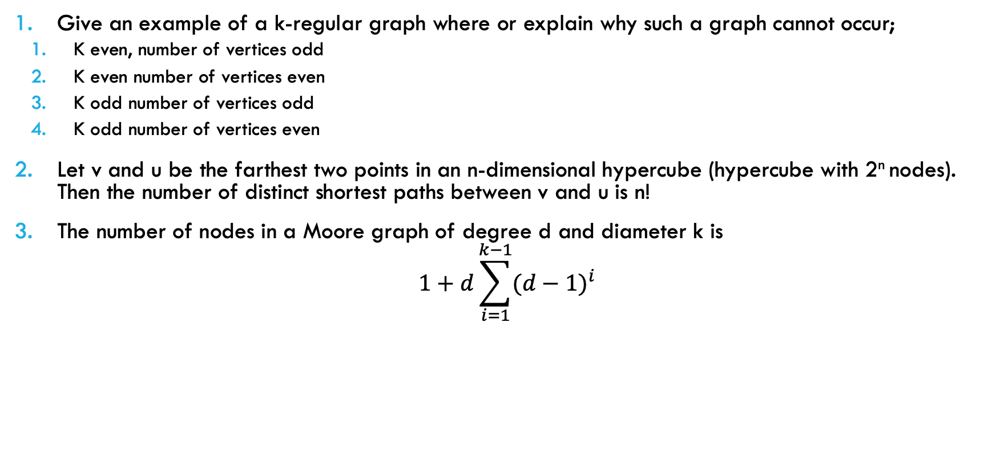 1. Give an example of a k-regular graph where or explain why such a graph cannot occur;
1. K even, number of vertices odd
2. K even number of vertices even
3. K odd number of vertices odd
4. K odd number of vertices even
2. Let v and u be the farthest two points in an n-dimensional hypercube (hypercube with 2ⁿ nodes).
Then the number of distinct shortest paths between v and u is n!
3. The number of nodes in a Moore graph of degree d and diameter k is
k−1
1 + d ∑ (d − 1)ⁱ
i=1